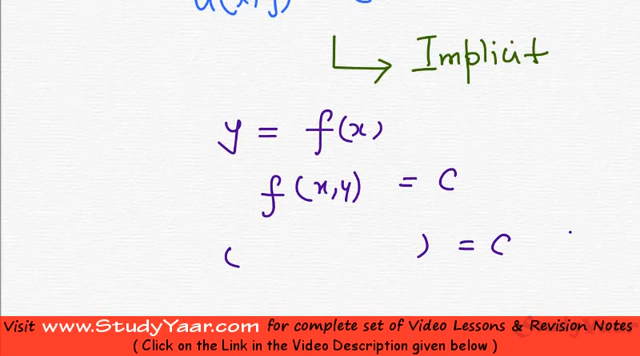 u(x,y)
Implicit
y = f(x)
f(x,y) = c
( ) = c
Visit www.StudyYaar.com for complete set of Video Lessons & Revision Notes
( Click on the Link in the Video Description given below )